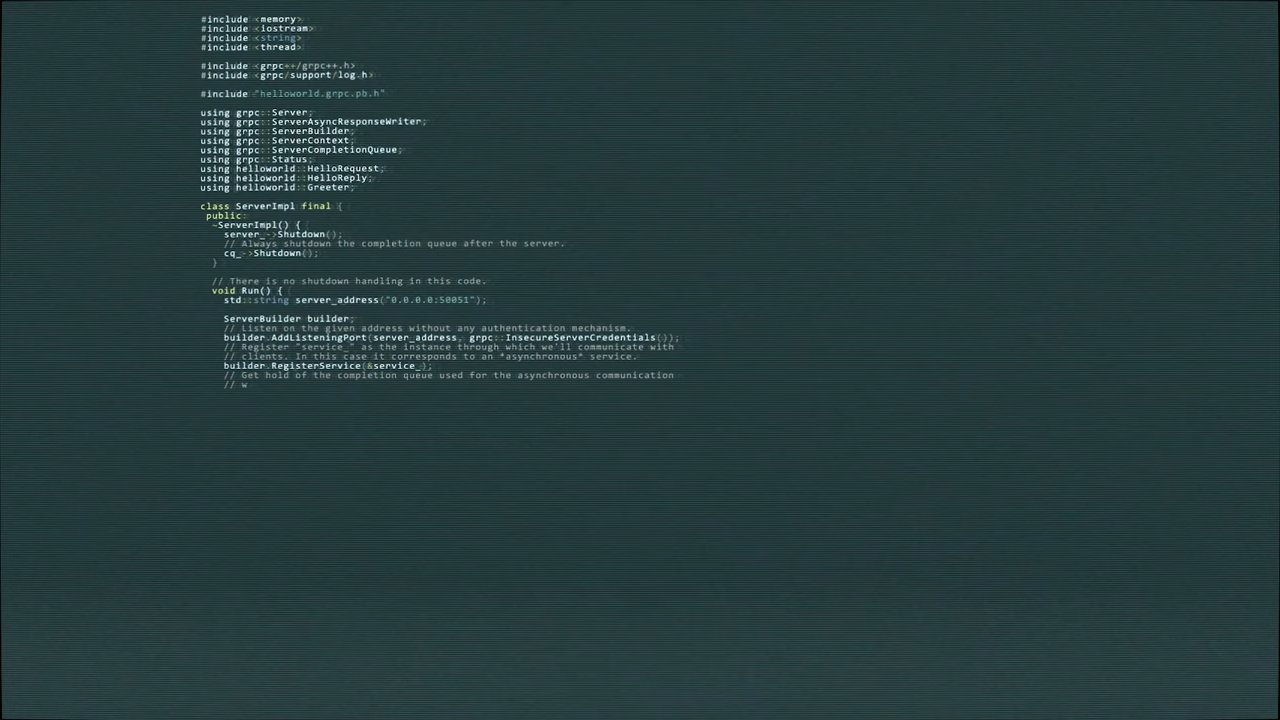 #include <memory>
#include <iostream>
#include <string>
#include <thread>
#include <grpc++/grpc++.h>
#include <grpc/support/log.h>
#include "helloworld.grpc.pb.h"
using grpc::Server;
using grpc::ServerAsyncResponseWriter;
using grpc::ServerBuilder;
using grpc::ServerContext;
using grpc::ServerCompletionQueue;
using grpc::Status;
using helloworld::HelloRequest;
using helloworld::HelloReply;
using helloworld::Greeter;
class ServerImpl final {
public:
~ServerImpl() {
server_->Shutdown();
// Always shutdown the completion queue after the server.
cq_->Shutdown();
}
// There is no shutdown handling in this code.
void Run() {
std::string server_address("0.0.0.0:50051");
ServerBuilder builder;
// Listen on the given address without any authentication mechanism.
builder.AddListeningPort(server_address, grpc::InsecureServerCredentials());
// Register "service_" as the instance through which we'll communicate with
// clients. In this case it corresponds to an *asynchronous* service.
builder.RegisterService(&service_);
// Get hold of the completion queue used for the asynchronous communication
// w